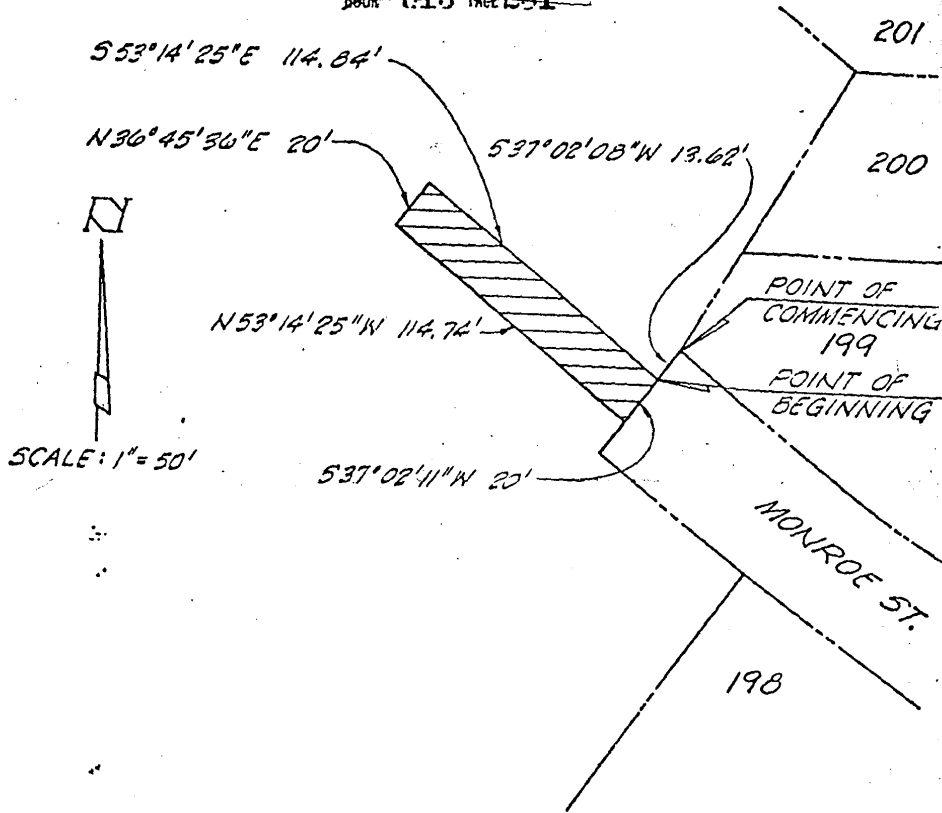 201
S53°14'25"E 114.84'
N36°45'36"E 20'
S37°02'08"W 13.62'
200
N
POINT OF
COMMENCING
N53°14'25"W 114.74'
199
POINT OF
BEGINNING
SCALE: 1"=50'
S37°02'11"W 20'
MONROE ST.
198